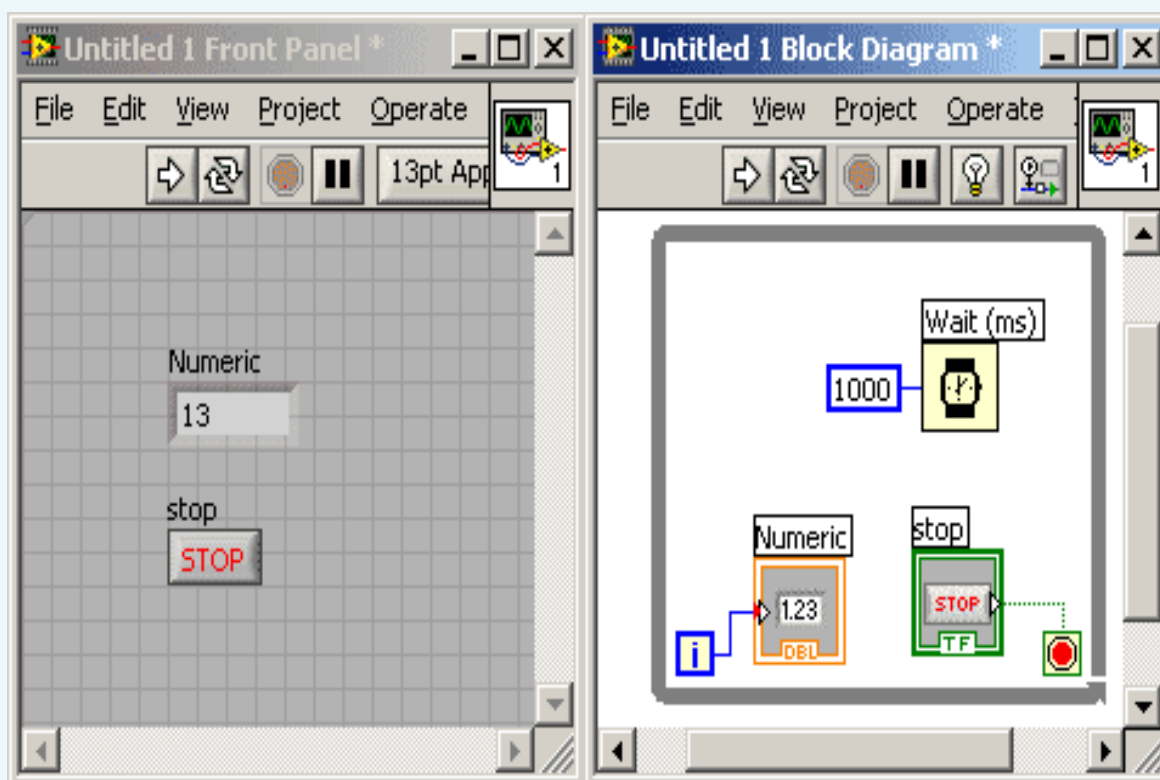 Untitled 1 Front Panel *
File Edit View Project Operate
13pt App
1
Numeric
13
stop
STOP
Untitled 1 Block Diagram *
File Edit View Project Operate
1
Wait (ms)
1000
Numeric
1.23
DBL
i
stop
STOP
TF